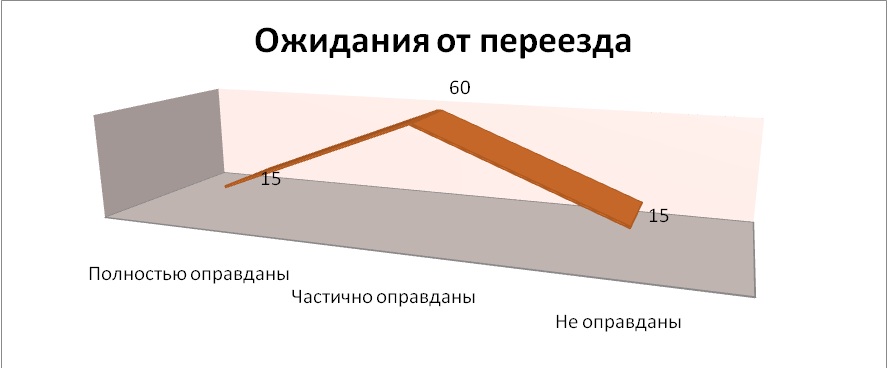 Ожидания от переезда
60
15
15
Полностью оправданы
Частично оправданы
Не оправданы